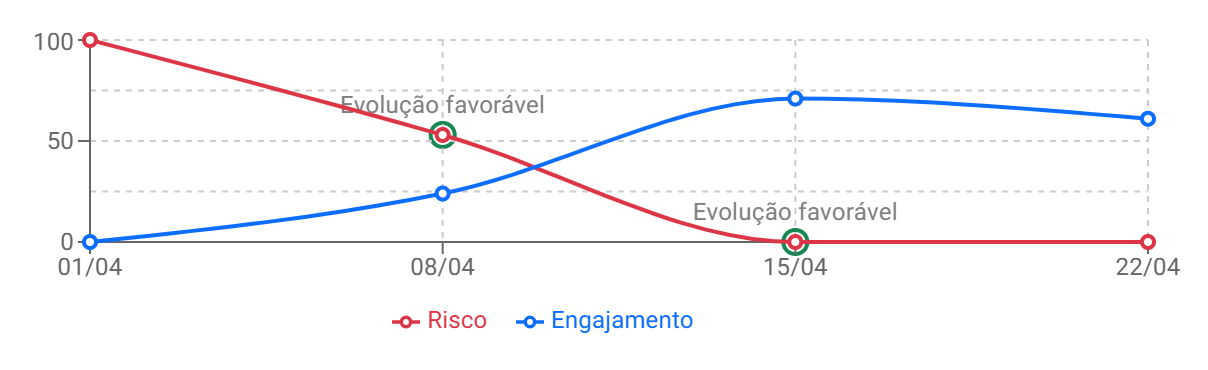 100
Evolução favorável
50
Evolução favorável
0
01/04 08/04 15/04 22/04
Risco Engajamento